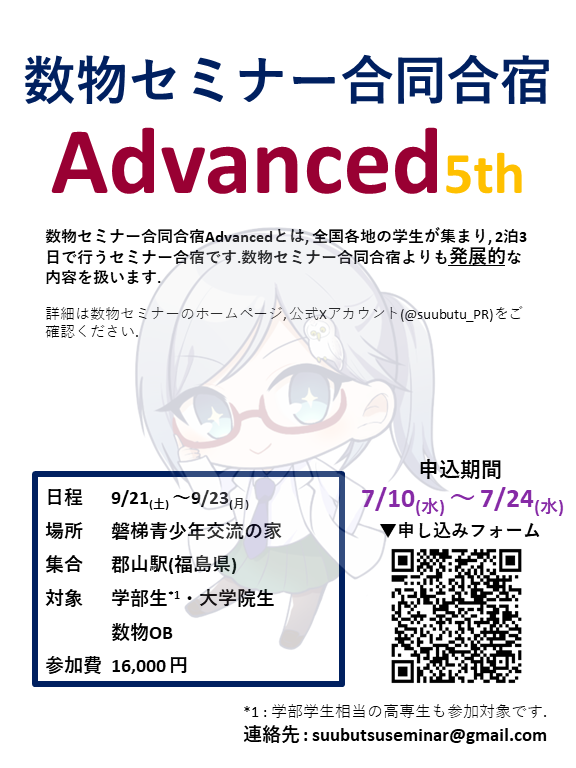 数物セミナー合同合宿
Advanced5th
数物セミナー合同合宿Advancedとは, 全国各地の学生が集まり, 2泊3
日で行うセミナー合宿です.数物セミナー合同合宿よりも発展的な
内容を扱います.
詳細は数物セミナーのホームページ, 公式Xアカウント(@suubutu_PR)をご
確認ください.
日程 9/21(土) ～9/23(月)
場所 磐梯青少年交流の家
集合 郡山駅(福島県)
対象 学部生*1・大学院生
数物OB
参加費 16,000 円
申込期間
7/10(水) ～ 7/24(水)
▼申し込みフォーム
*1 : 学部学生相当の高専生も参加対象です.
連絡先 : suubutsuseminar@gmail.com